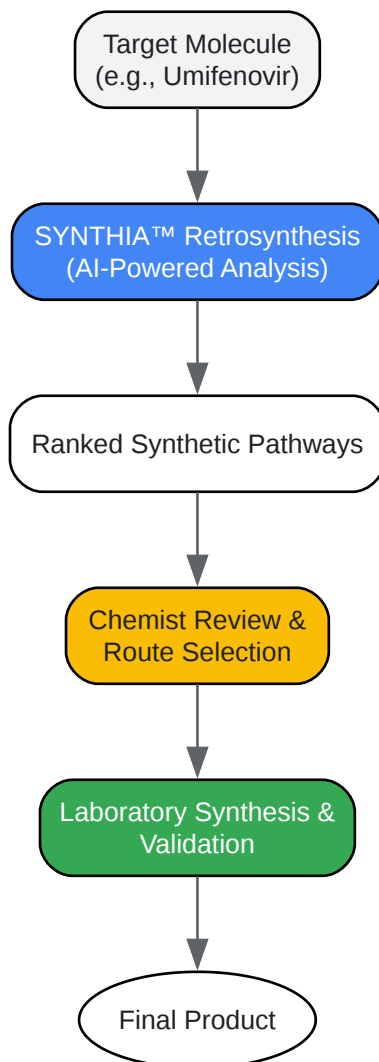 Target Molecule
(e.g., Umifenovir)
SYNTHIA™ Retrosynthesis
(AI-Powered Analysis)
Ranked Synthetic Pathways
Chemist Review &
Route Selection
Laboratory Synthesis &
Validation
Final Product